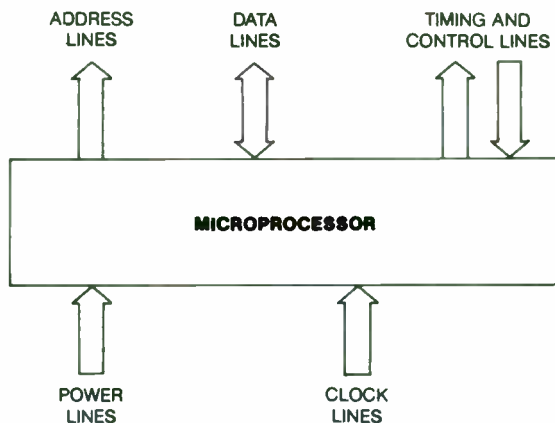 ADDRESS
LINES
DATA
LINES
TIMING AND
CONTROL LINES
MICROPROCESSOR
POWER
LINES
CLOCK
LINES